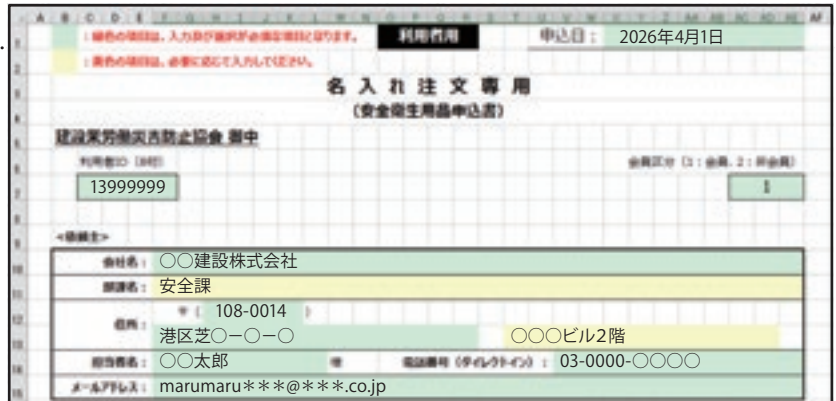 A B C D E F G H I J K L M N O P Q R S T U V W X Y Z AA AB AC AD AE AF
：緑色の項目は、入力及び選択が必須項目となります。 利用者用 申込日： 2026年4月1日
：黄色の項目は、必要に応じて入力してください。
名入れ注文専用
（安全衛生用品申込書）
建設業労働災害防止協会 御中
利用者ID（8桁） 会員区分（1：会員、2：非会員）
13999999 1
<依頼主>
会社名： ○○建設株式会社
部課名： 安全課
〒（ 108-0014 ）
住所： 港区芝○−○−○ ○○○ビル2階
担当者名： ○○太郎 様 電話番号（ダイレクトイン）： 03-0000-○○○○
メールアドレス： marumaru＊＊＊@＊＊＊.co.jp